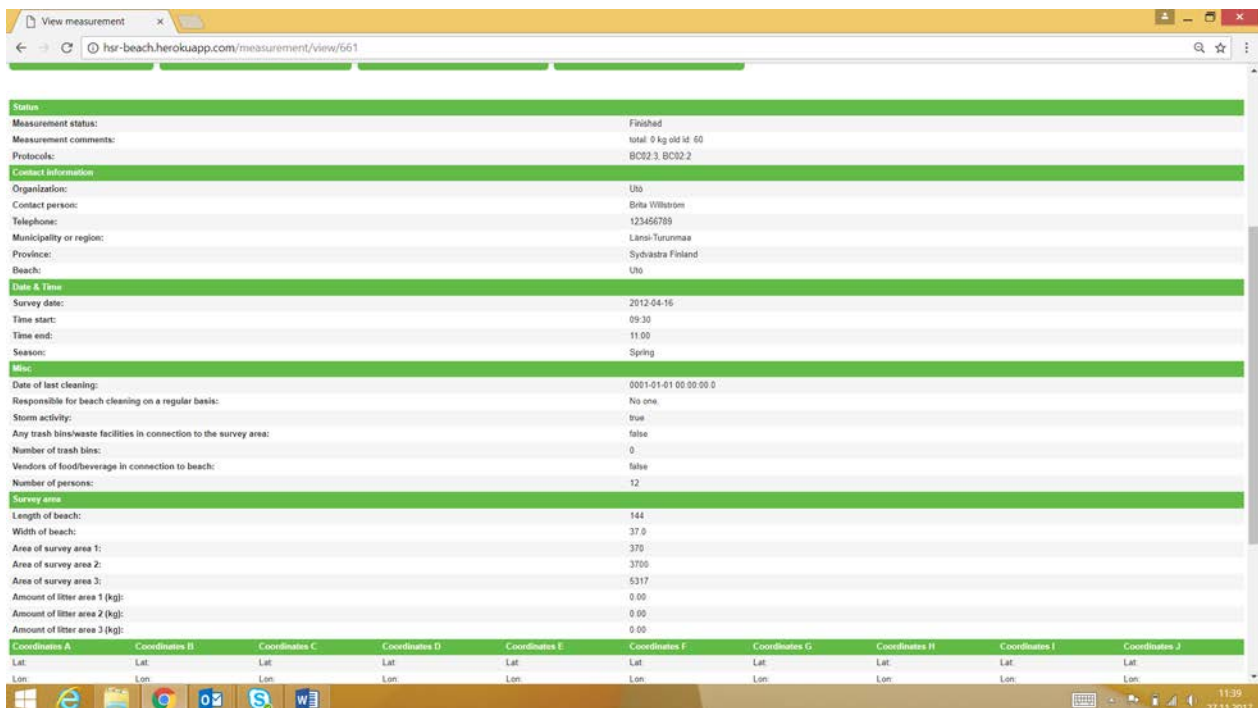 View measurement
hsr-beach.herokuapp.com/measurement/view/661
Status
Measurement status: Finished
Measurement comments: total: 0 kg old id: 60
Protocols: BC02:3, BC02:2
Contact information
Organization: Utö
Contact person: Brita Willström
Telephone: 123456789
Municipality or region: Länsi-Turunmaa
Province: Sydvästra Finland
Beach: Utö
Date & Time
Survey date: 2012-04-16
Time start: 09:30
Time end: 11:00
Season: Spring
Misc
Date of last cleaning: 0001-01-01 00:00:00.0
Responsible for beach cleaning on a regular basis: No one.
Storm activity: true
Any trash bins/waste facilities in connection to the survey area: false
Number of trash bins: 0
Vendors of food/beverage in connection to beach: false
Number of persons: 12
Survey area
Length of beach: 144
Width of beach: 37.0
Area of survey area 1: 370
Area of survey area 2: 3700
Area of survey area 3: 5317
Amount of litter area 1 (kg): 0.00
Amount of litter area 2 (kg): 0.00
Amount of litter area 3 (kg): 0.00
Coordinates A Coordinates B Coordinates C Coordinates D Coordinates E Coordinates F Coordinates G Coordinates H Coordinates I Coordinates J
Lat: Lat: Lat: Lat: Lat: Lat: Lat: Lat: Lat: Lat:
Lon: Lon: Lon: Lon: Lon: Lon: Lon: Lon: Lon: Lon:
11:39
27.11.2017